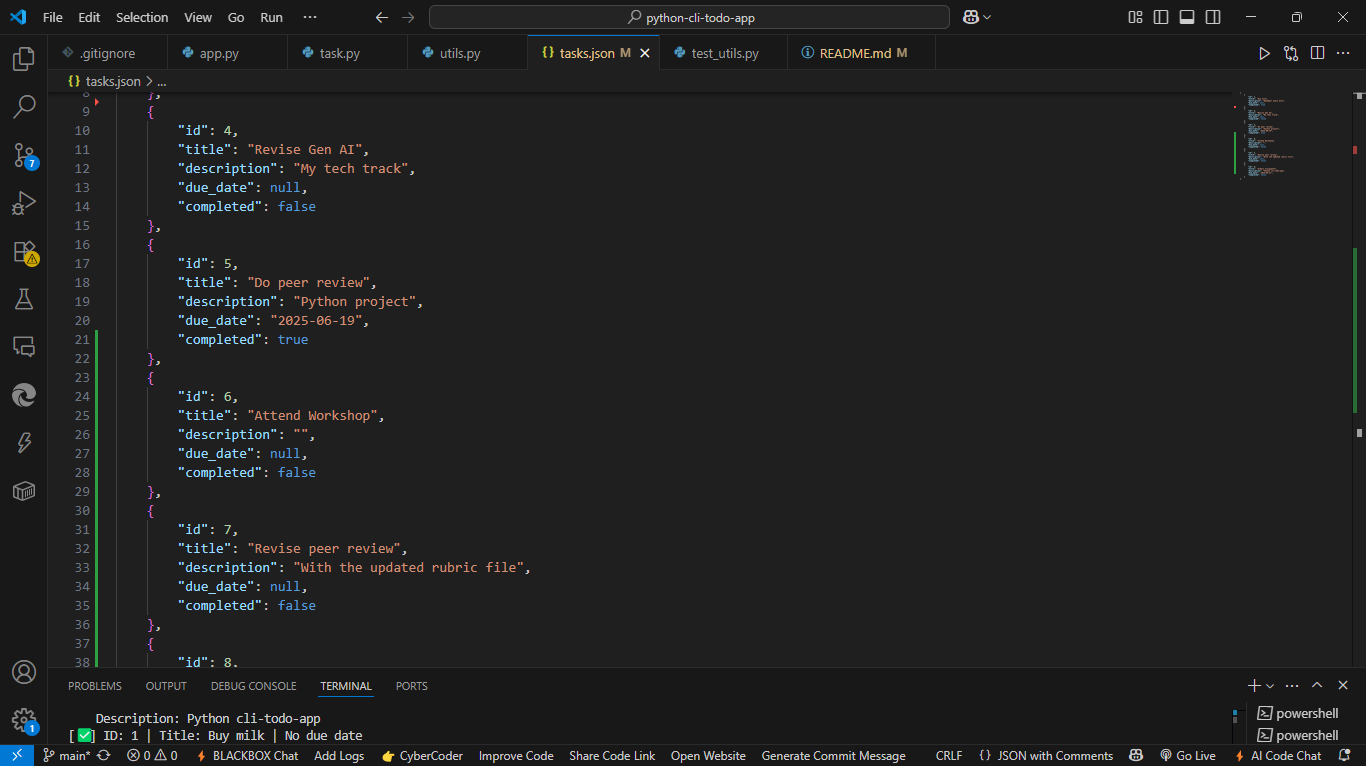 File Edit Selection View Go Run ··· python-cli-todo-app
.gitignore app.py task.py {} tasks.json M test_utils.py README.md M
utils.py
{} tasks.json > ...
8 },
9 {
10 "id": 4,
11 "title": "Revise Gen AI",
12 "description": "My tech track",
13 "due_date": null,
14 "completed": false
15 },
16 {
17 "id": 5,
18 "title": "Do peer review",
19 "description": "Python project",
20 "due_date": "2025-06-19",
21 "completed": true
22 },
23 {
24 "id": 6,
25 "title": "Attend Workshop",
26 "description": "",
27 "due_date": null,
28 "completed": false
29 },
30 {
31 "id": 7,
32 "title": "Revise peer review",
33 "description": "With the updated rubric file",
34 "due_date": null,
35 "completed": false
36 },
37 {
38 "id": 8,
7
1
PROBLEMS OUTPUT DEBUG CONSOLE TERMINAL PORTS
Description: Python cli-todo-app
[✅] ID: 1 | Title: Buy milk | No due date
powershell
powershell
main* 0 0 BLACKBOX Chat Add Logs 👉 CyberCoder Improve Code Share Code Link Open Website Generate Commit Message CRLF {} JSON with Comments Go Live AI Code Chat